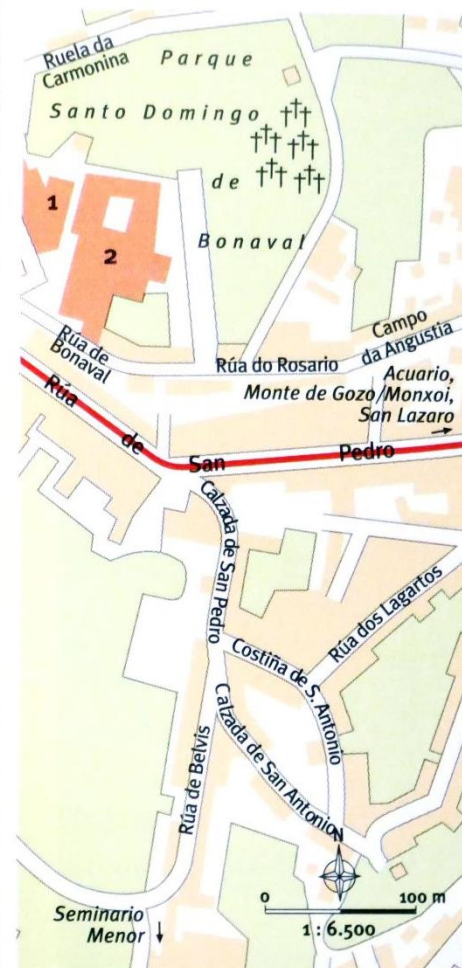 Ruela da
Carmonina
Parque
Santo Domingo
de
Bonaval
1
2
Rúa de
Bonaval
Rúa do Rosario
Campo
da Angustia
Acuario,
Monte de Gozo/Monxoi,
San Lazaro
Rúa de San Pedro
Calzada de San Pedro
Costiña de S. Antonio
Rúa dos Lagartos
Calzada de San Antonio
Rúa de Belvis
N
Seminario
Menor
0 100 m
1 : 6.500